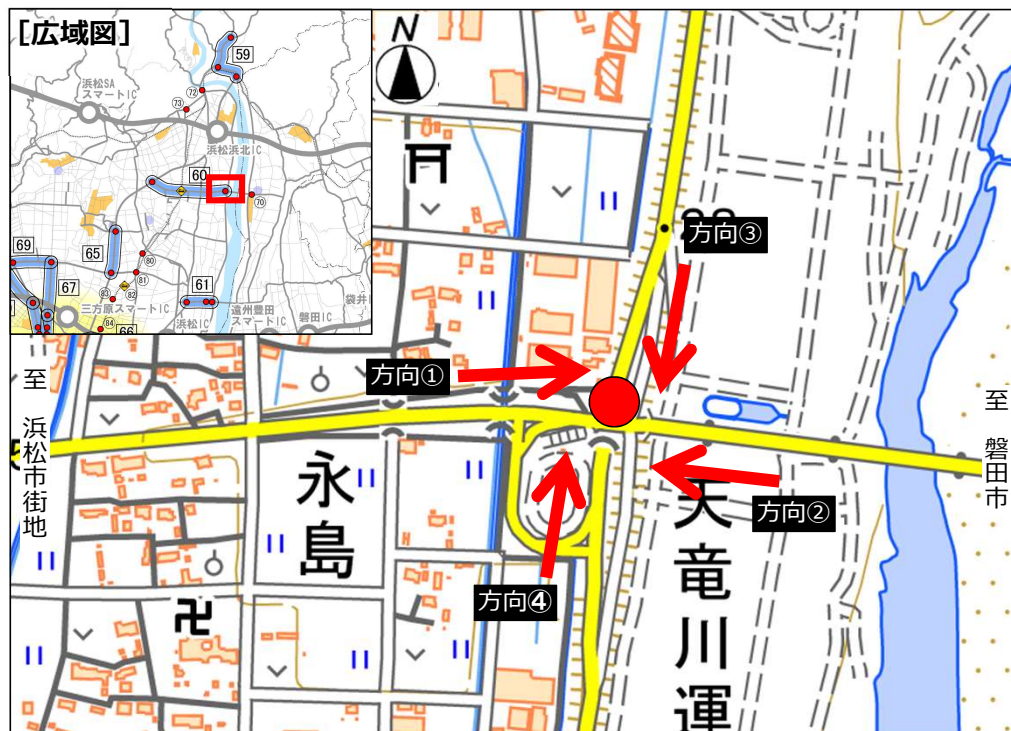 [広域図]
59
浜松SA
スマートIC
72
73
浜松浜北IC
60
70
69
65
80
67
81
83
82
61
三方原スマートIC
84
66
浜松IC
遠州豊田
スマートIC
磐田IC
袋井I
N
方向③
方向①
至 浜松市街地
至 磐田市
永島
方向②
方向④
天竜川運